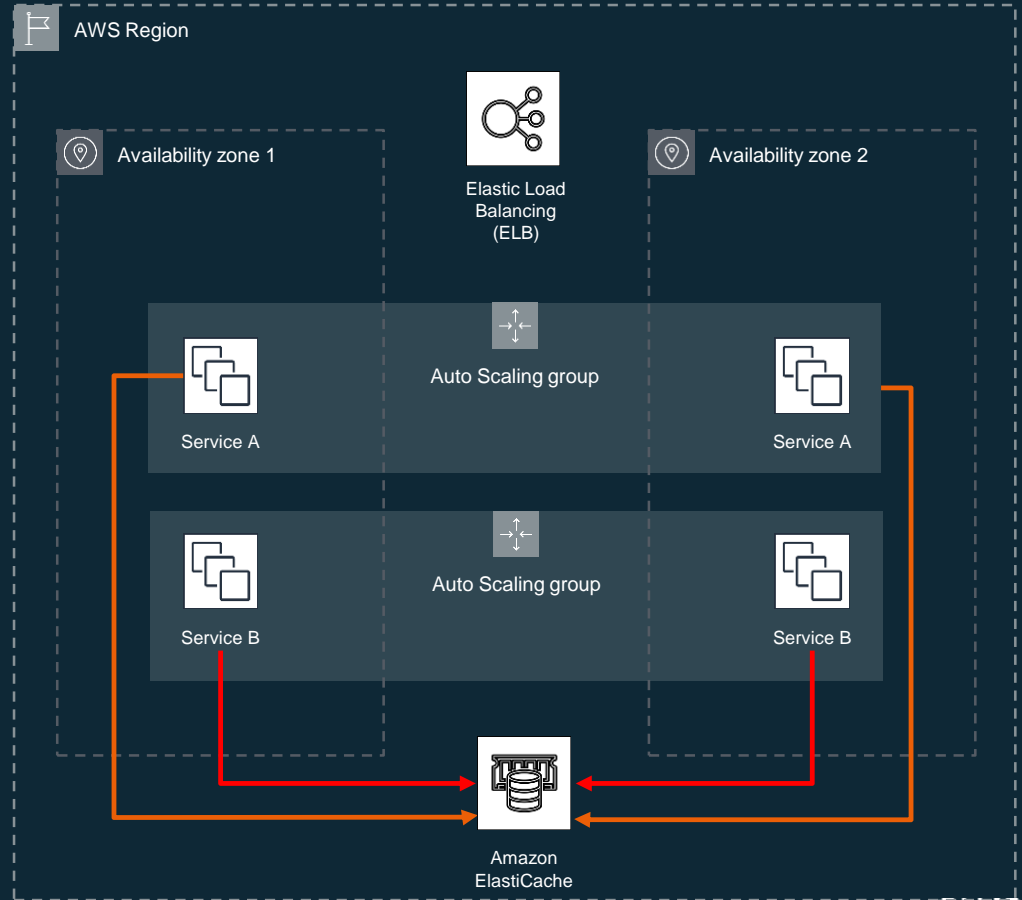 AWS Region
Elastic Load
Balancing
(ELB)
Availability zone 1
Availability zone 2
Auto Scaling group
Service A
Service A
Auto Scaling group
Service B
Service B
Amazon
ElastiCache